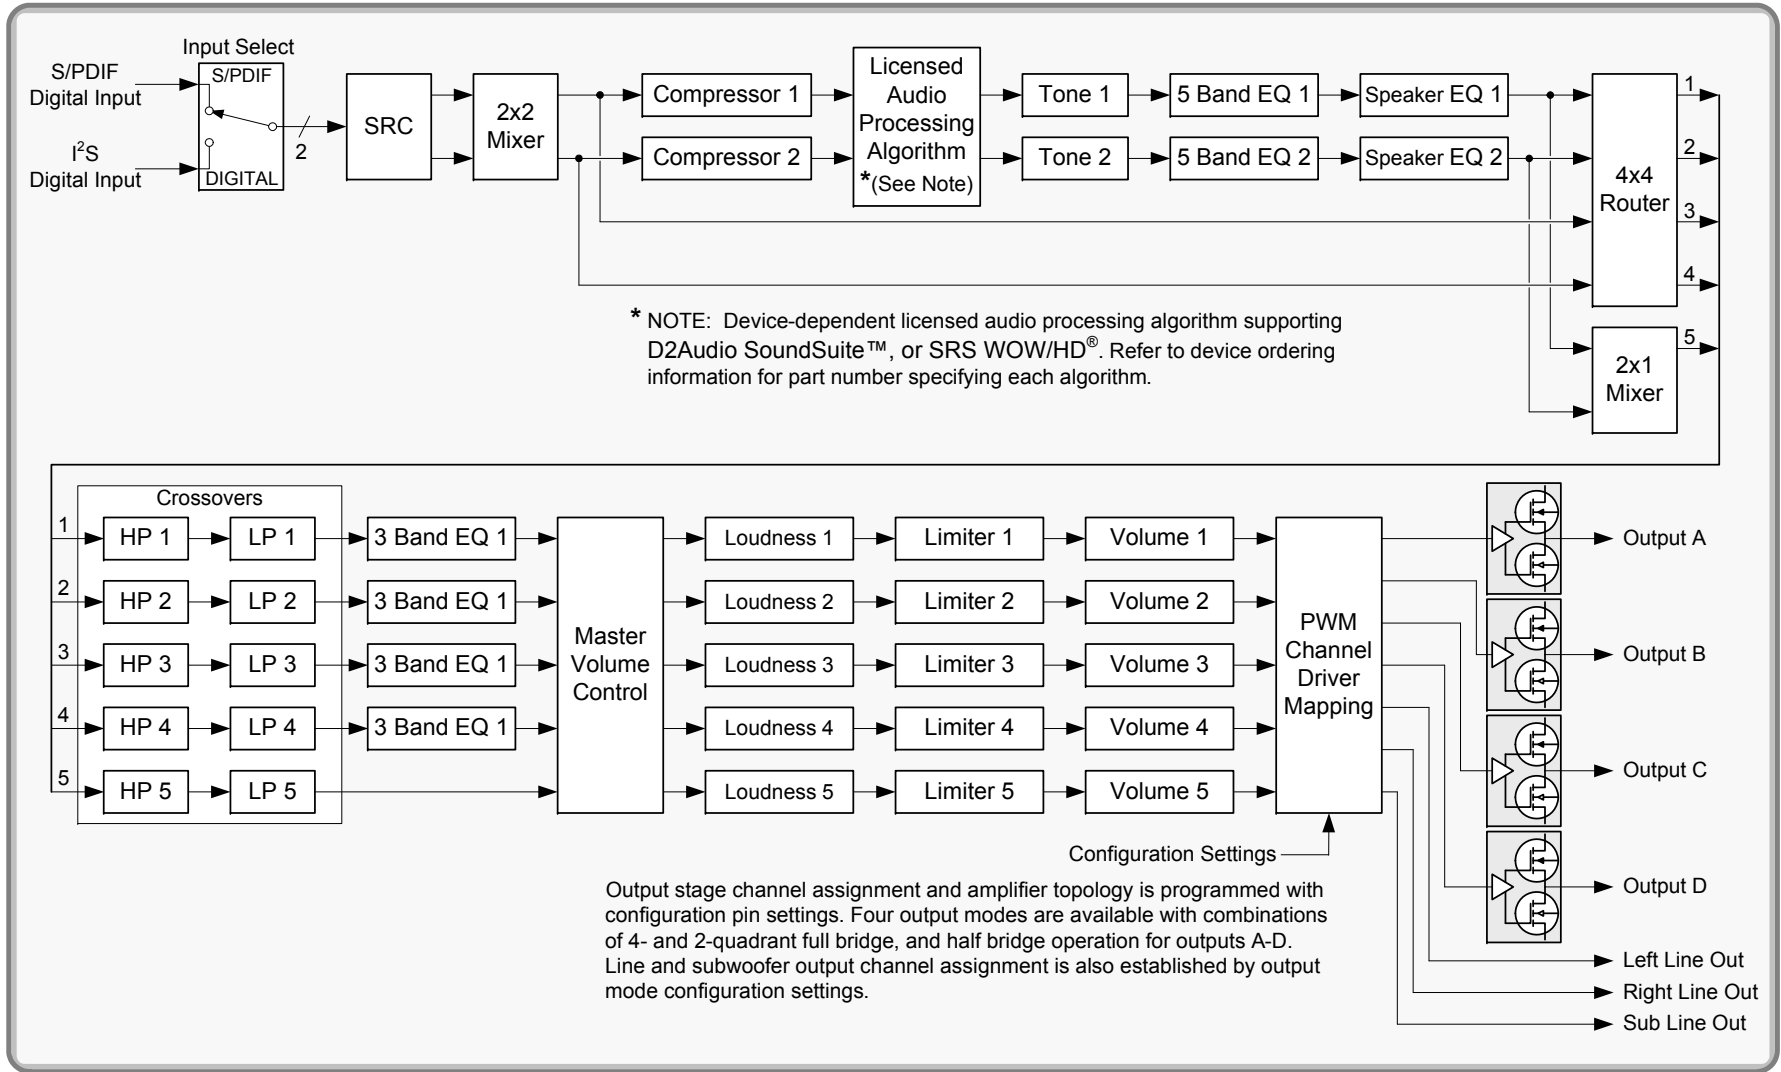 Input Select
S/PDIF
Digital Input
I²S
Digital Input
S/PDIF
DIGITAL
2
SRC
2x2
Mixer
Compressor 1
Compressor 2
Licensed
Audio
Processing
Algorithm
*(See Note)
Tone 1
Tone 2
5 Band EQ 1
5 Band EQ 2
Speaker EQ 1
Speaker EQ 2
4x4
Router
1
2
3
4
2x1
Mixer
5
* NOTE: Device-dependent licensed audio processing algorithm supporting
D2Audio SoundSuite™, or SRS WOW/HD®. Refer to device ordering
information for part number specifying each algorithm.
Crossovers
1
HP 1
LP 1
3 Band EQ 1
2
HP 2
LP 2
3 Band EQ 1
3
HP 3
LP 3
3 Band EQ 1
4
HP 4
LP 4
3 Band EQ 1
5
HP 5
LP 5
Master
Volume
Control
Loudness 1
Limiter 1
Volume 1
Loudness 2
Limiter 2
Volume 2
Loudness 3
Limiter 3
Volume 3
Loudness 4
Limiter 4
Volume 4
Loudness 5
Limiter 5
Volume 5
PWM
Channel
Driver
Mapping
Output A
Output B
Output C
Output D
Left Line Out
Right Line Out
Sub Line Out
Configuration Settings
Output stage channel assignment and amplifier topology is programmed with
configuration pin settings. Four output modes are available with combinations
of 4- and 2-quadrant full bridge, and half bridge operation for outputs A-D.
Line and subwoofer output channel assignment is also established by output
mode configuration settings.